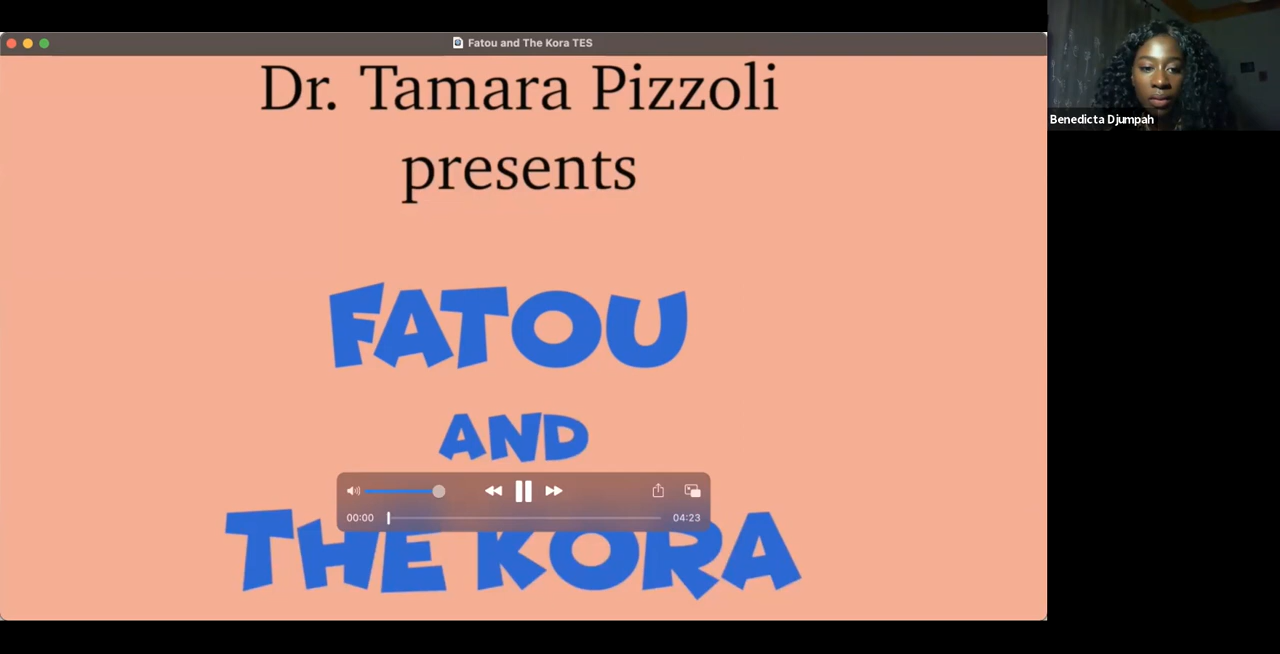 Fatou and The Kora TES
Dr. Tamara Pizzoli
presents
FATOU
AND
THE KORA
00:00
04:23
Benedicta Djumpah